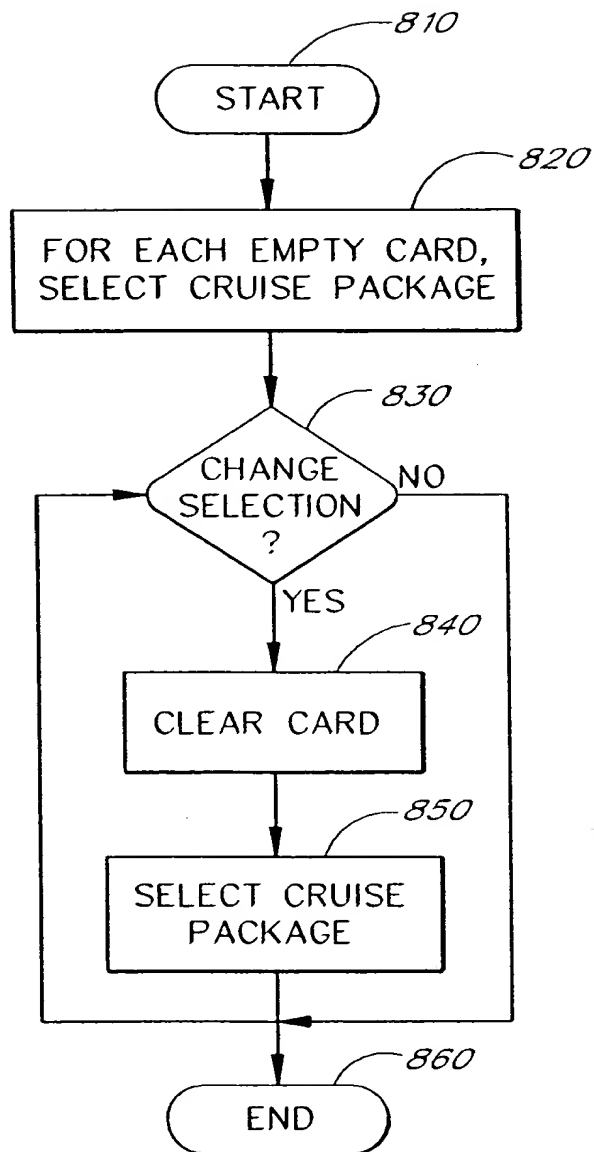 810
START
820
FOR EACH EMPTY CARD,
SELECT CRUISE PACKAGE
830
CHANGE
SELECTION
?
NO
YES
840
CLEAR CARD
850
SELECT CRUISE
PACKAGE
860
END